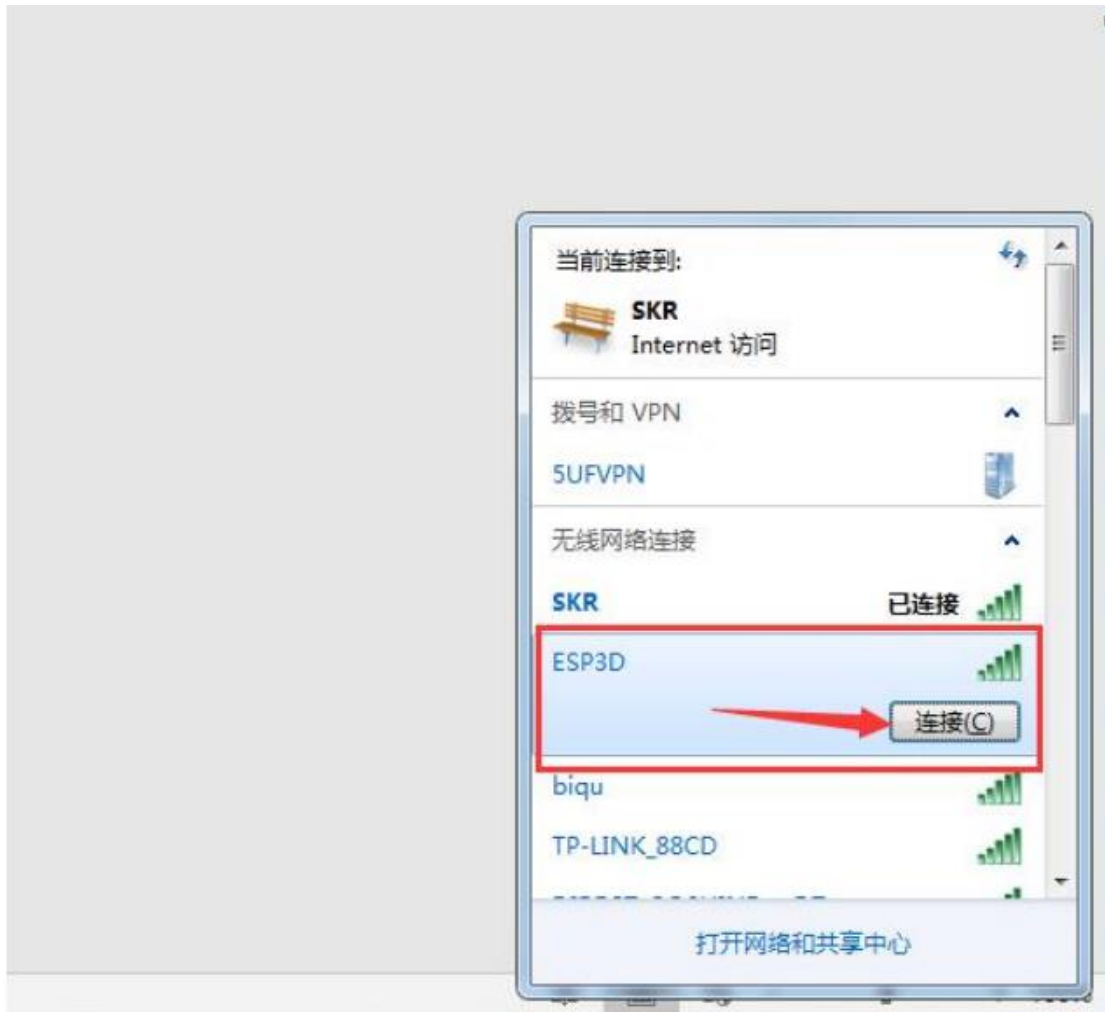 当前连接到:
SKR
Internet 访问
拨号和 VPN
5UFVPN
无线网络连接
SKR 已连接
ESP3D
连接(C)
biqu
TP-LINK_88CD
打开网络和共享中心